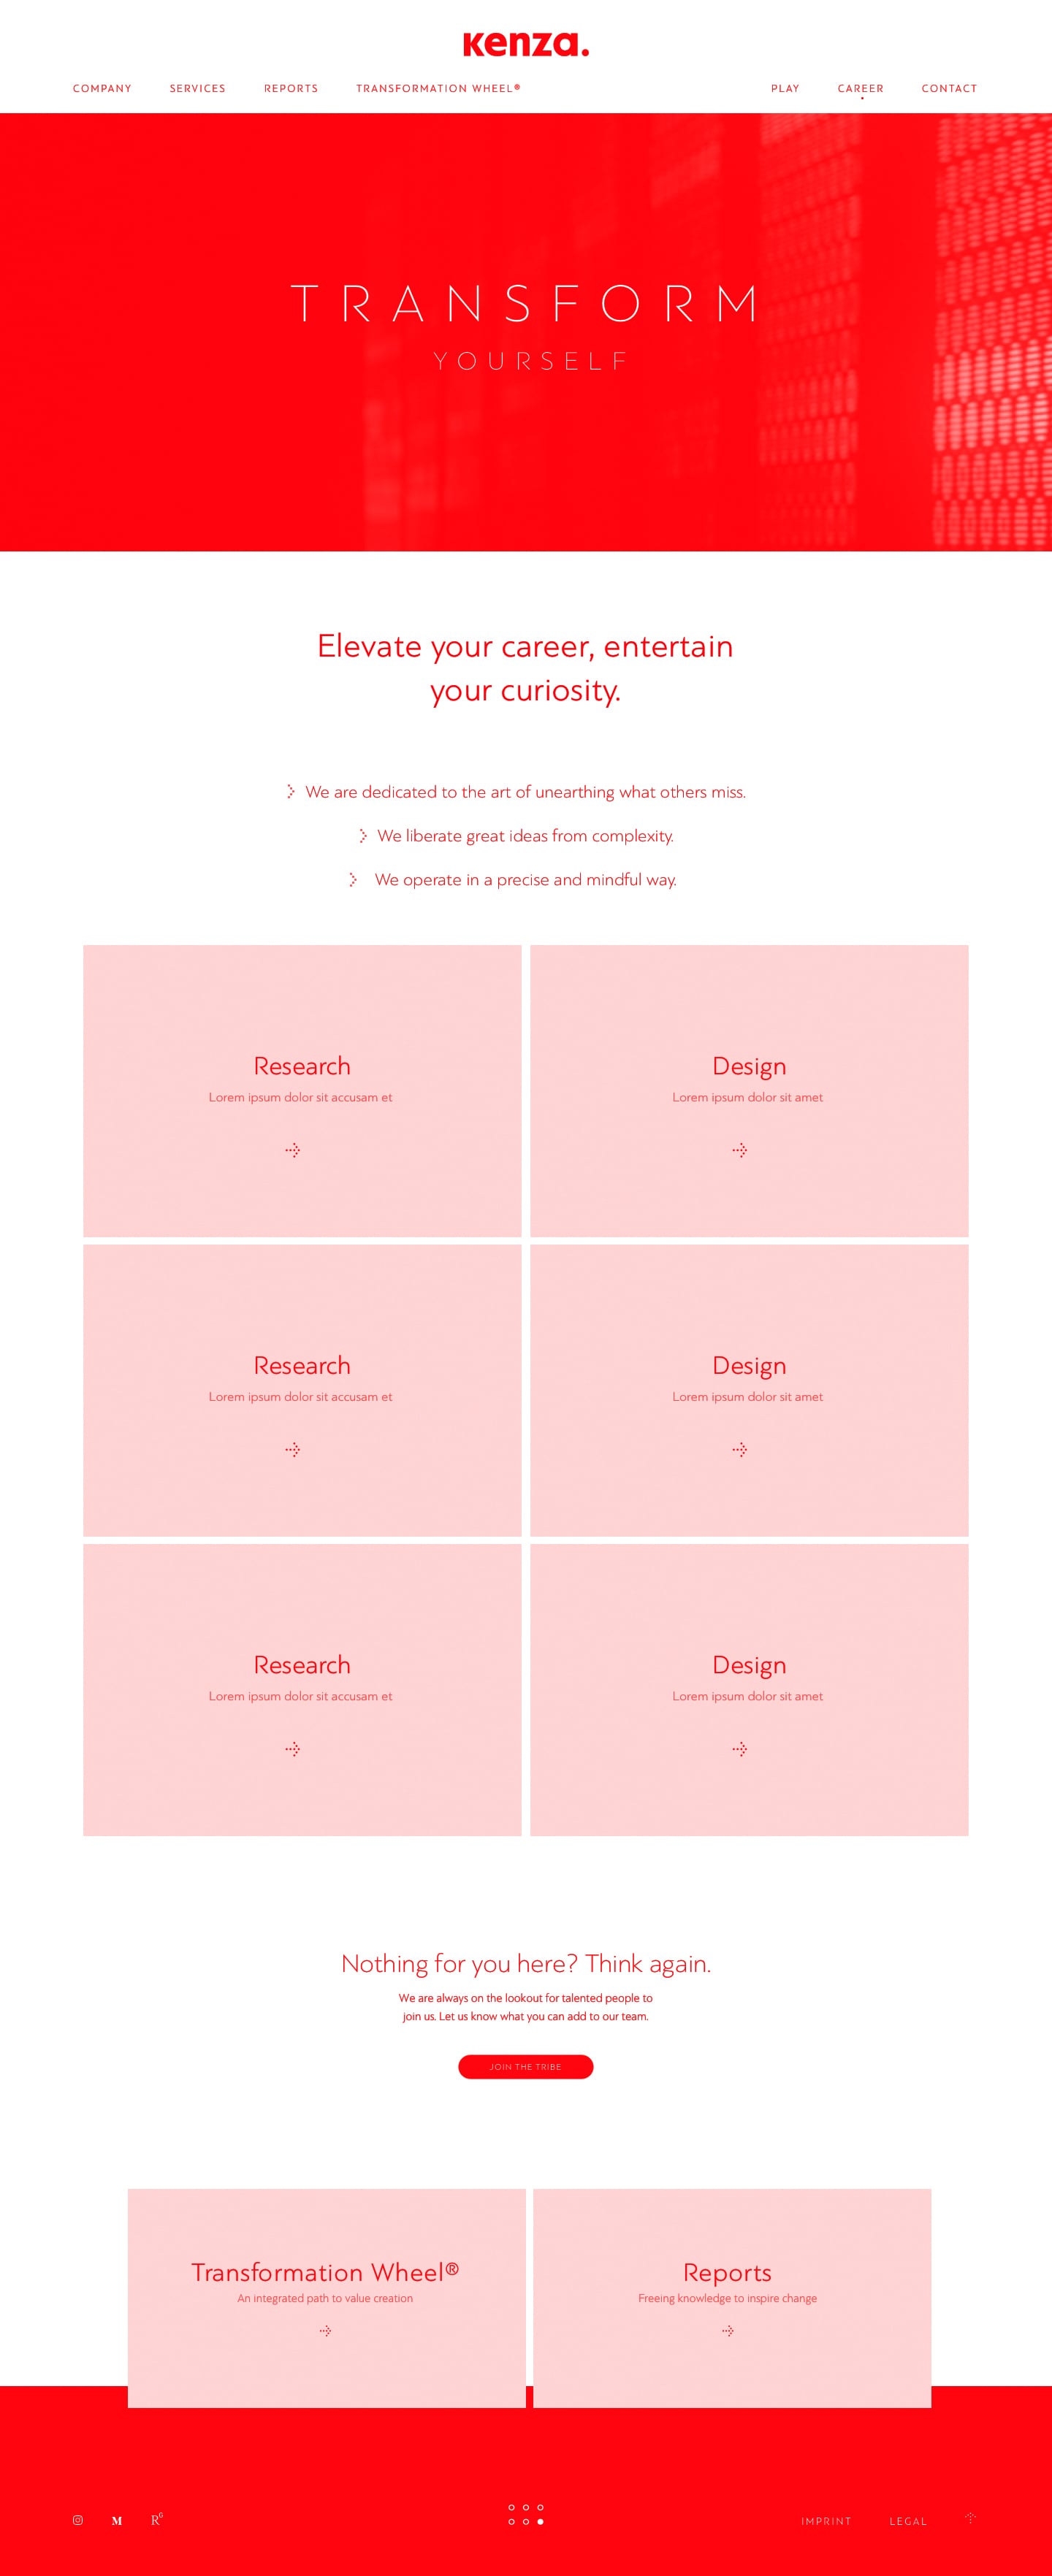 kenza.
COMPANY SERVICES REPORTS TRANSFORMATION WHEEL® PLAY CAREER CONTACT
TRANSFORM
YOURSELF
Elevate your career, entertain
your curiosity.
We are dedicated to the art of unearthing what others miss.
We liberate great ideas from complexity.
We operate in a precise and mindful way.
Research
Lorem ipsum dolor sit accusam et
Design
Lorem ipsum dolor sit amet
Research
Lorem ipsum dolor sit accusam et
Design
Lorem ipsum dolor sit amet
Research
Lorem ipsum dolor sit accusam et
Design
Lorem ipsum dolor sit amet
Nothing for you here? Think again.
We are always on the lookout for talented people to
join us. Let us know what you can add to our team.
JOIN THE TRIBE
Transformation Wheel®
An integrated path to value creation
Reports
Freeing knowledge to inspire change
M RG IMPRINT LEGAL